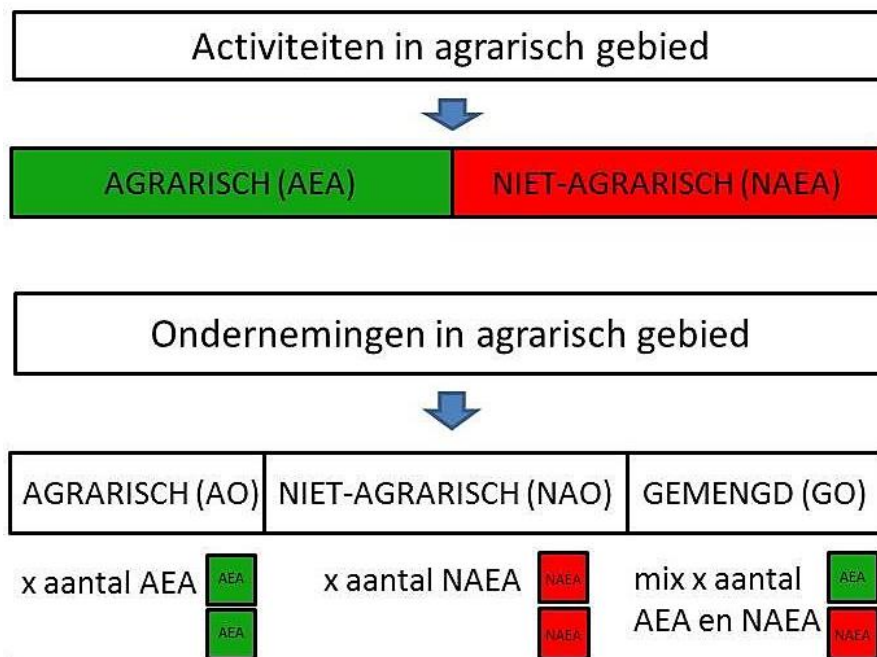 Activiteiten in agrarisch gebied
AGRARISCH (AEA) NIET-AGRARISCH (NAEA)
Ondernemingen in agrarisch gebied
AGRARISCH (AO) NIET-AGRARISCH (NAO) GEMENGD (GO)
x aantal AEA AEA x aantal NAEA NAEA mix x aantal AEA
AEA NAEA AEA en NAEA NAEA